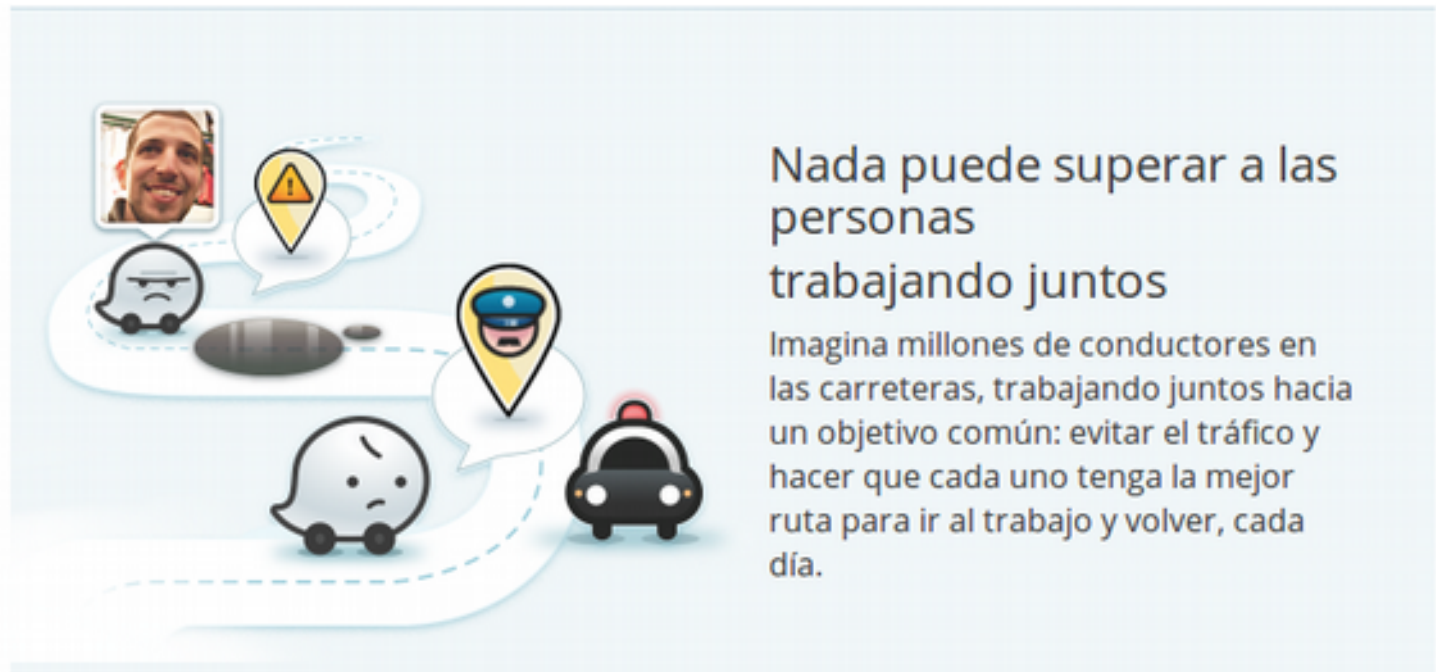 Nada puede superar a las
personas
trabajando juntos
Imagina millones de conductores en
las carreteras, trabajando juntos hacia
un objetivo común: evitar el tráfico y
hacer que cada uno tenga la mejor
ruta para ir al trabajo y volver, cada
día.